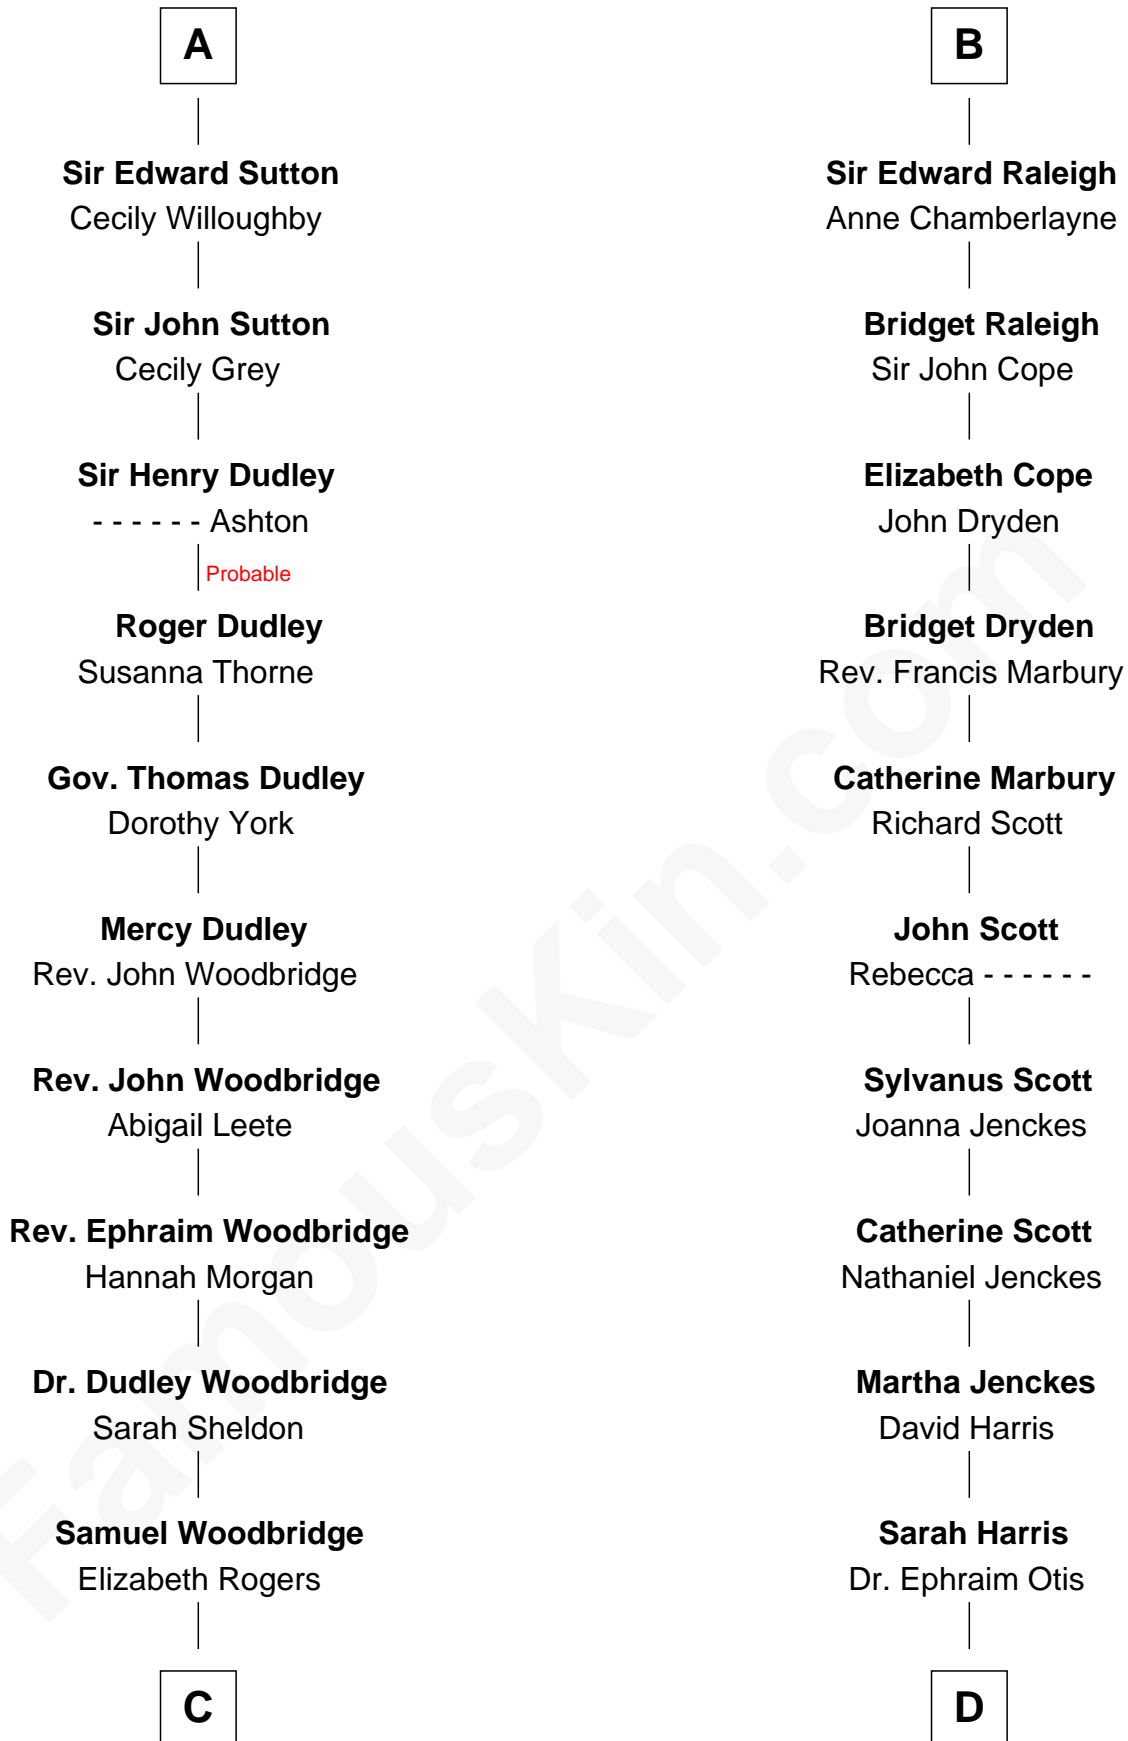 A
Sir Edward Sutton
Cecily Willoughby
Sir John Sutton
Cecily Grey
Sir Henry Dudley
- - - - - - Ashton
Probable
Roger Dudley
Susanna Thorne
Gov. Thomas Dudley
Dorothy York
Mercy Dudley
Rev. John Woodbridge
Rev. John Woodbridge
Abigail Leete
Rev. Ephraim Woodbridge
Hannah Morgan
Dr. Dudley Woodbridge
Sarah Sheldon
Samuel Woodbridge
Elizabeth Rogers
C
B
Sir Edward Raleigh
Anne Chamberlayne
Bridget Raleigh
Sir John Cope
Elizabeth Cope
John Dryden
Bridget Dryden
Rev. Francis Marbury
Catherine Marbury
Richard Scott
John Scott
Rebecca - - - - - -
Sylvanus Scott
Joanna Jenckes
Catherine Scott
Nathaniel Jenckes
Martha Jenckes
David Harris
Sarah Harris
Dr. Ephraim Otis
D
FamousKin.com